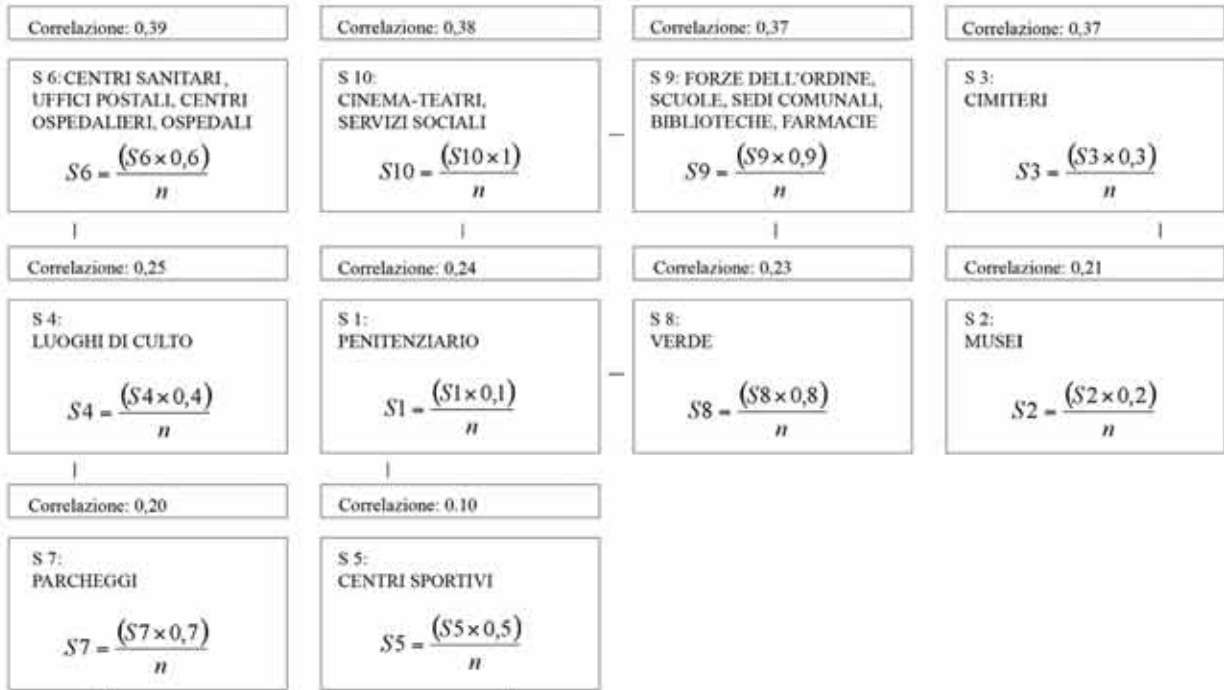 Correlazione: 0,39
S 6: CENTRI SANITARI,
UFFICI POSTALI, CENTRI
OSPEDALIERI, OSPEDALI
S6 = (S6 × 0,6) / n
Correlazione: 0,38
S 10:
CINEMA-TEATRI,
SERVIZI SOCIALI
S10 = (S10 × 1) / n
Correlazione: 0,37
S 9: FORZE DELL'ORDINE,
SCUOLE, SEDI COMUNALI,
BIBLIOTECHE, FARMACIE
S9 = (S9 × 0,9) / n
Correlazione: 0,37
S 3:
CIMITERI
S3 = (S3 × 0,3) / n
Correlazione: 0,25
S 4:
LUOGHI DI CULTO
S4 = (S4 × 0,4) / n
Correlazione: 0,24
S 1:
PENITENZIARIO
S1 = (S1 × 0,1) / n
Correlazione: 0,23
S 8:
VERDE
S8 = (S8 × 0,8) / n
Correlazione: 0,21
S 2:
MUSEI
S2 = (S2 × 0,2) / n
Correlazione: 0,20
S 7:
PARCHEGGI
S7 = (S7 × 0,7) / n
Correlazione: 0.10
S 5:
CENTRI SPORTIVI
S5 = (S5 × 0,5) / n